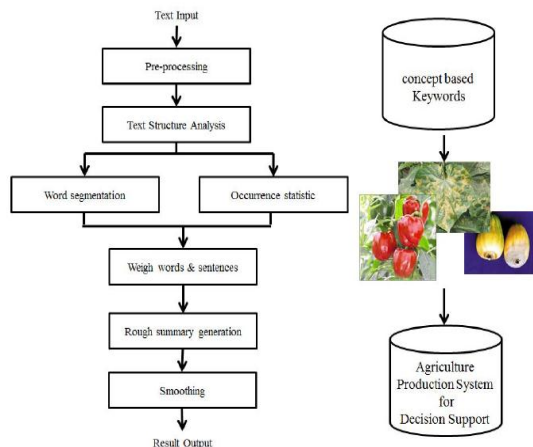 Text Input
Pre-processing
Text Structure Analysis
Word segmentation
Occurrence statistic
Weigh words & sentences
Rough summary generation
Smoothing
Result Output
concept based
Keywords
Agriculture
Production System
for
Decision Support